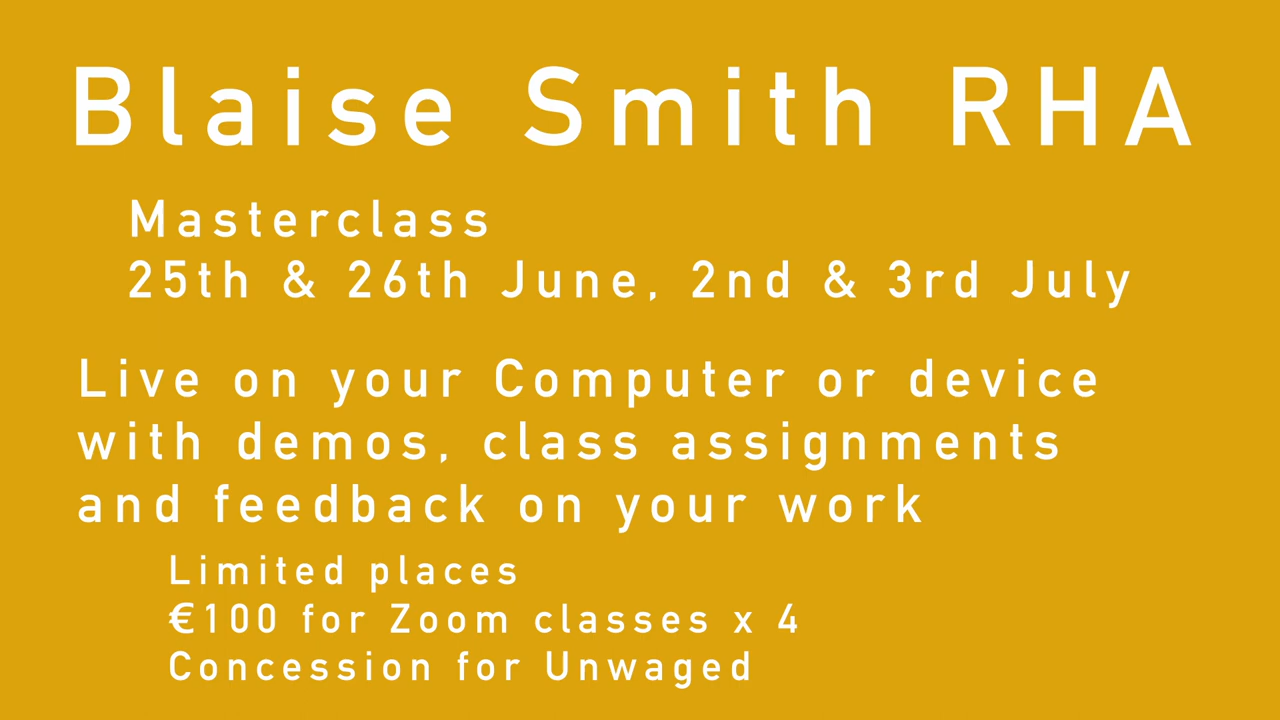 Blaise Smith RHA
Masterclass
25th & 26th June, 2nd & 3rd July
Live on your Computer or device
with demos, class assignments
and feedback on your work
Limited places
€100 for Zoom classes x 4
Concession for Unwaged